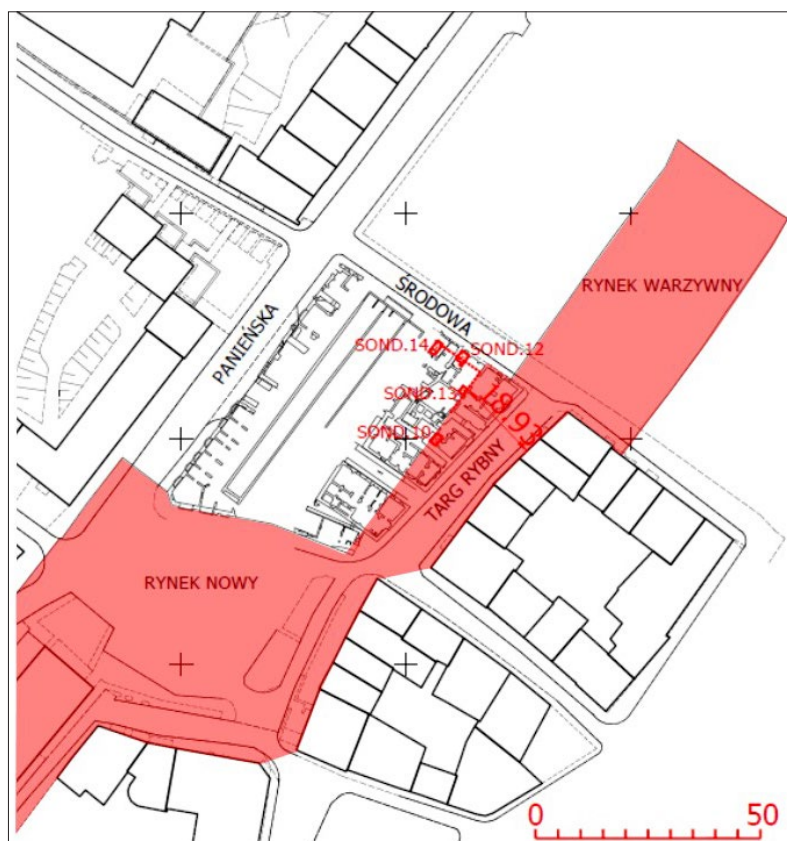 RYNEK WARZYWNY
ŚRODOWA
PANIEŃSKA
SOND.14
SOND.12
SOND.13
SOND.10
TARG RYBNY
RYNEK NOWY
0 50